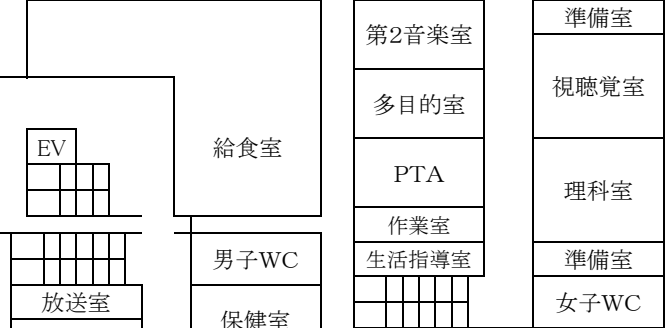 準備室
第2音楽室
視聴覚室
多目的室
EV
給食室
PTA
理科室
作業室
男子WC
生活指導室
準備室
放送室
女子WC
保健室